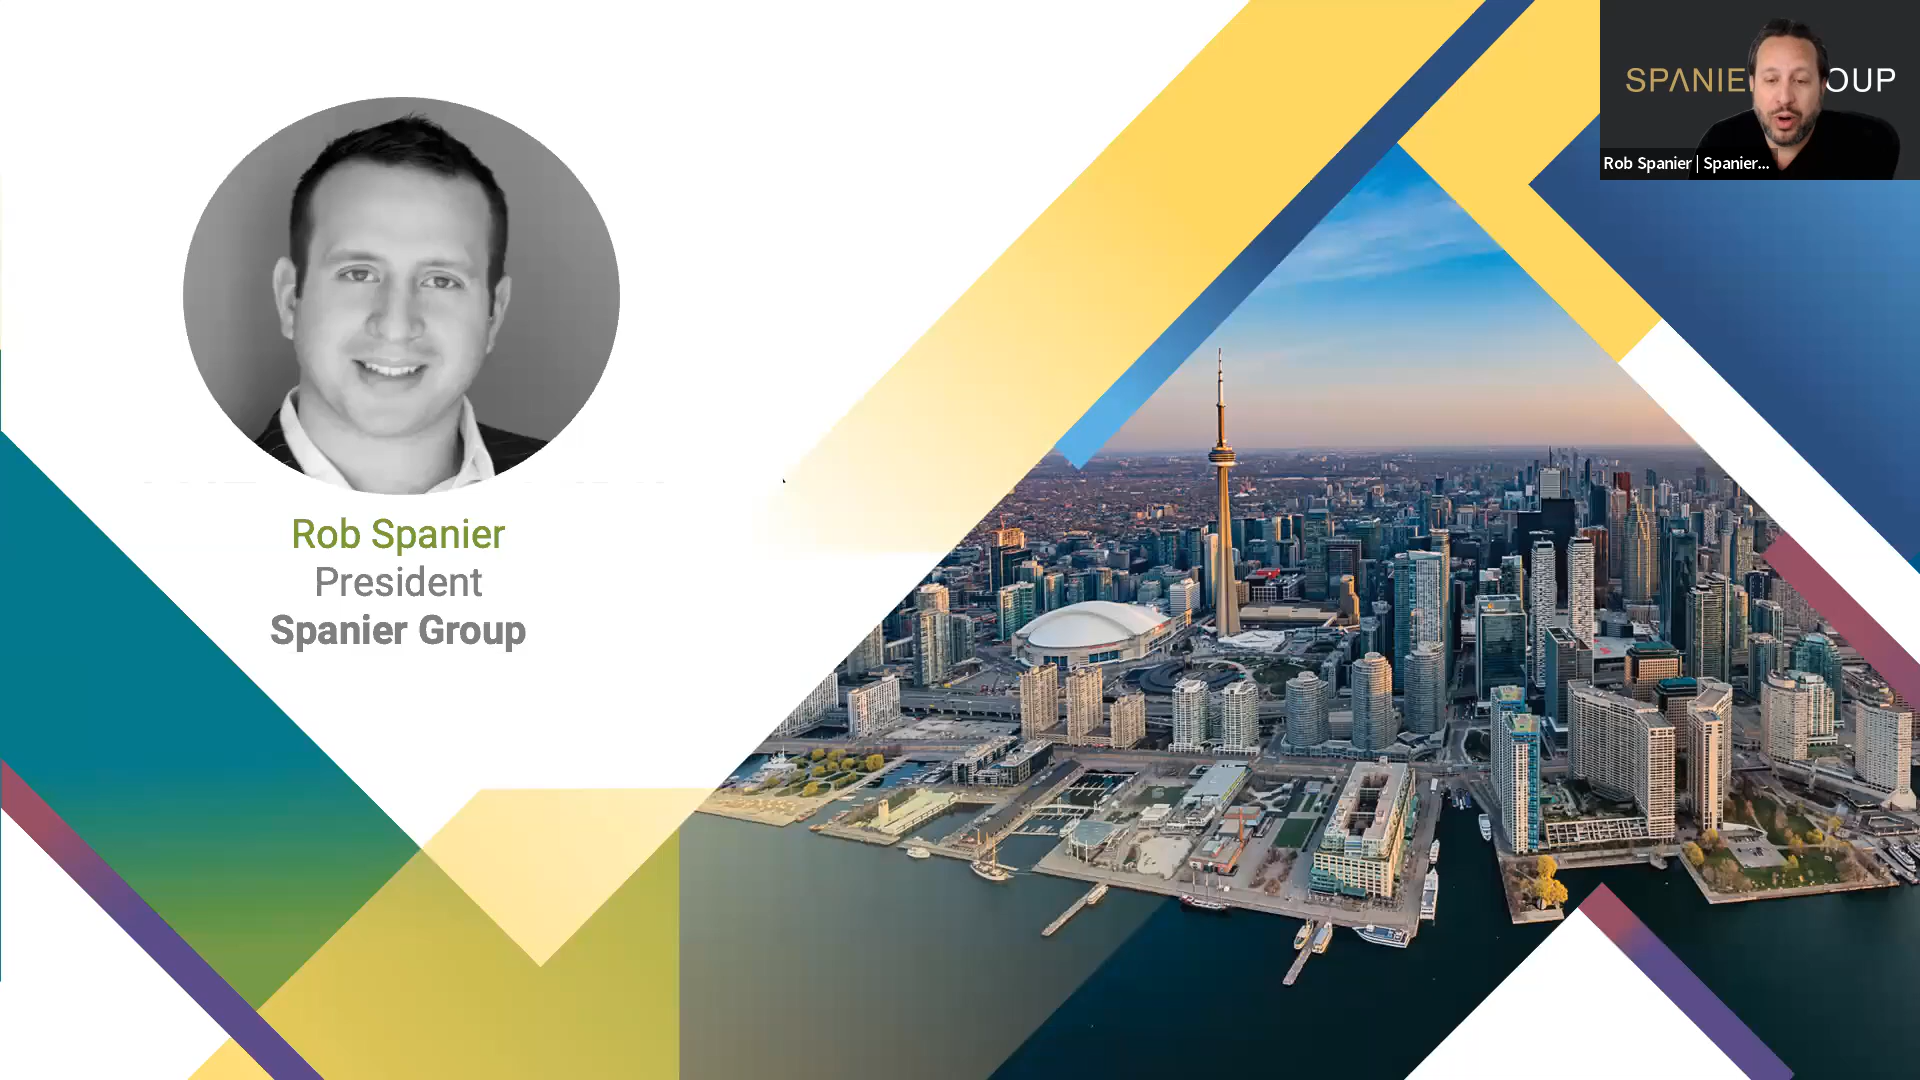 Rob Spanier
President
Spanier Group
SPANIE OUP
Rob Spanier | Spanier...